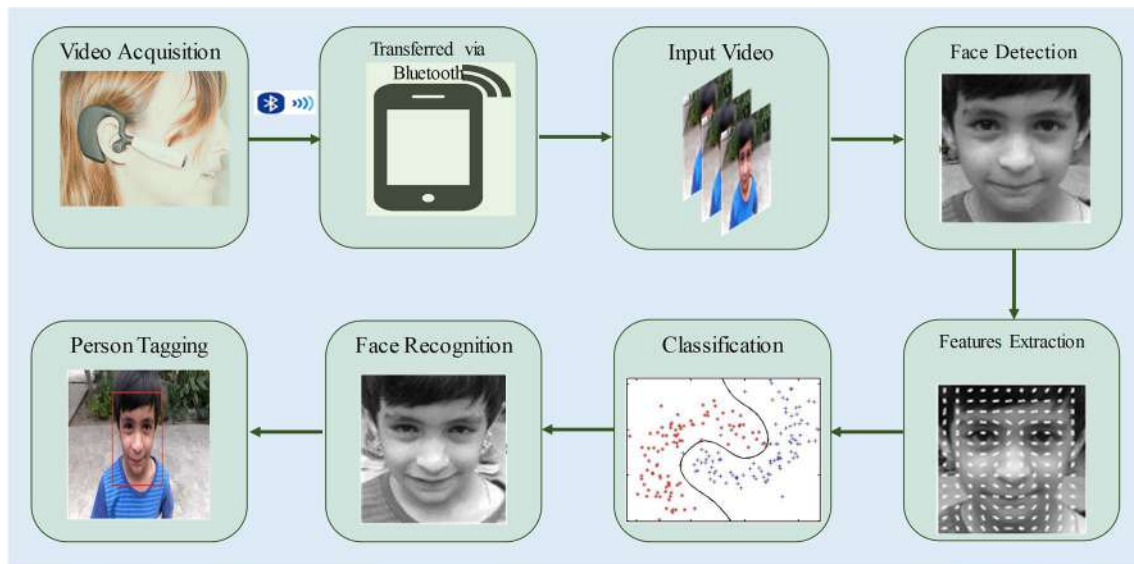 Video Acquisition
Transferred via
Bluetooth
Input Video
Face Detection
Person Tagging
Face Recognition
Classification
Features Extraction